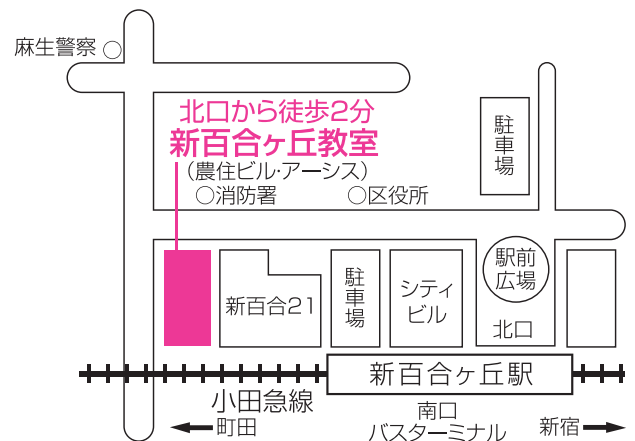 麻生警察
北口から徒歩2分
新百合ヶ丘教室
(農住ビル・アーシス)
消防署
区役所
駐車場
駅前
広場
新百合21
駐車場
シティ
ビル
北口
新百合ヶ丘駅
小田急線
南口
バスターミナル
町田
新宿